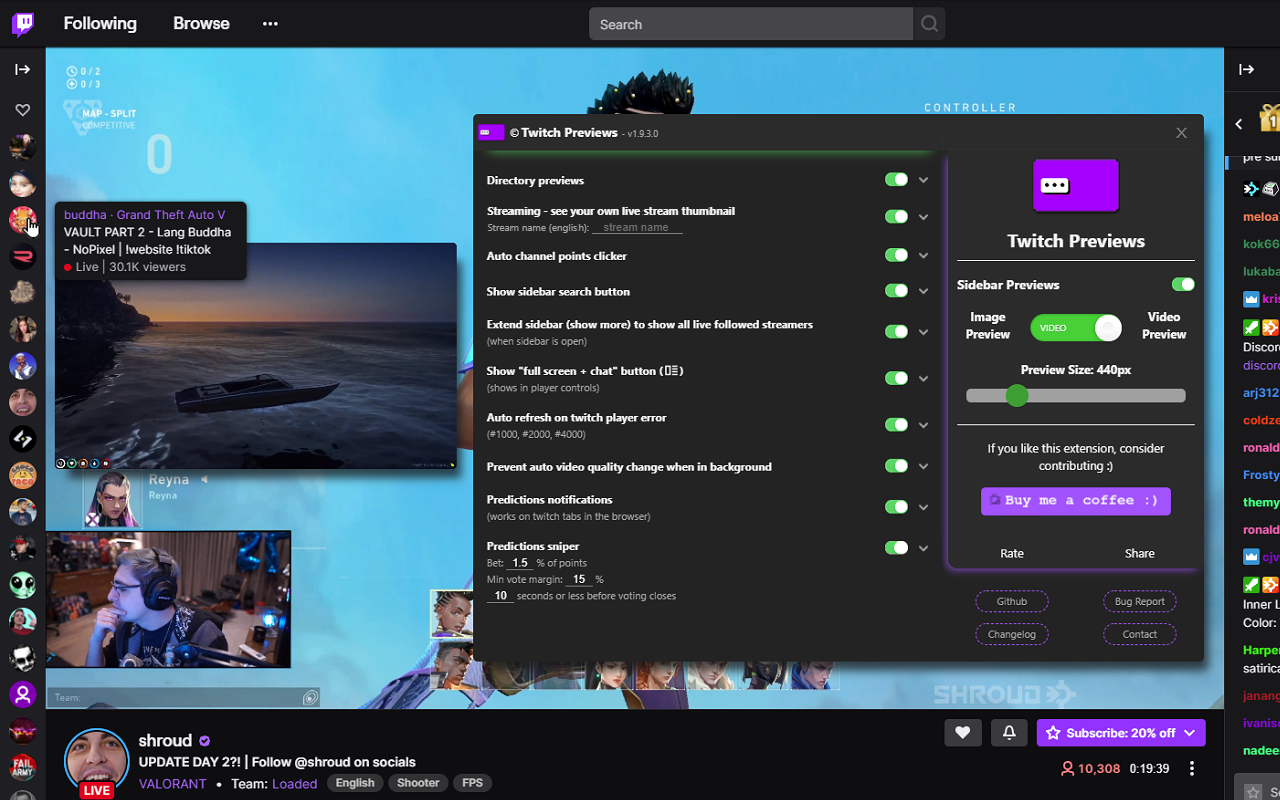 Following
Browse
Search
0 / 2
0 / 3
MAP - SPLIT
COMPETITIVE
0
CONTROLLER
buddha · Grand Theft Auto V
VAULT PART 2 - Lang Buddha
- NoPixel | !website !tiktok
Live | 30.1K viewers
Reyna
Reyna
Team:
SHROUD
© Twitch Previews - v1.9.3.0
Directory previews
Streaming - see your own live stream thumbnail
Stream name (english): stream name
Auto channel points clicker
Show sidebar search button
Extend sidebar (show more) to show all live followed streamers
(when sidebar is open)
Show "full screen + chat" button ( )
(shows in player controls)
Auto refresh on twitch player error
(#1000, #2000, #4000)
Prevent auto video quality change when in background
Predictions notifications
(works on twitch tabs in the browser)
Predictions sniper
Bet: 1.5 % of points
Min vote margin: 15 %
10 seconds or less before voting closes
Twitch Previews
Sidebar Previews
Image
Preview
VIDEO
Video
Preview
Preview Size: 440px
If you like this extension, consider
contributing :)
Buy me a coffee :)
Rate
Share
Github
Bug Report
Changelog
Contact
1
pre su
meloa
kok66
lukaba
kris
Discor
discor
arj312
coldze
ronald
Frosty
themy
ronald
cjv
Inner L
Color:
Harper
satirica
janang
ivanis
nadee
S
CHOCO
TACO
FAIL
ARMY
shroud
UPDATE DAY 2?! | Follow @shroud on socials
VALORANT • Team: Loaded English Shooter FPS
LIVE
Subscribe: 20% off
10,308 0:19:39